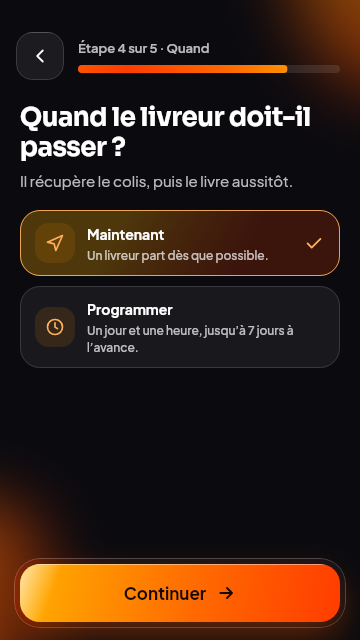 Étape 4 sur 5 · Quand
Quand le livreur doit-il
passer ?
Il récupère le colis, puis le livre aussitôt.
Maintenant
Un livreur part dès que possible.
Programmer
Un jour et une heure, jusqu'à 7 jours à
l'avance.
Continuer →